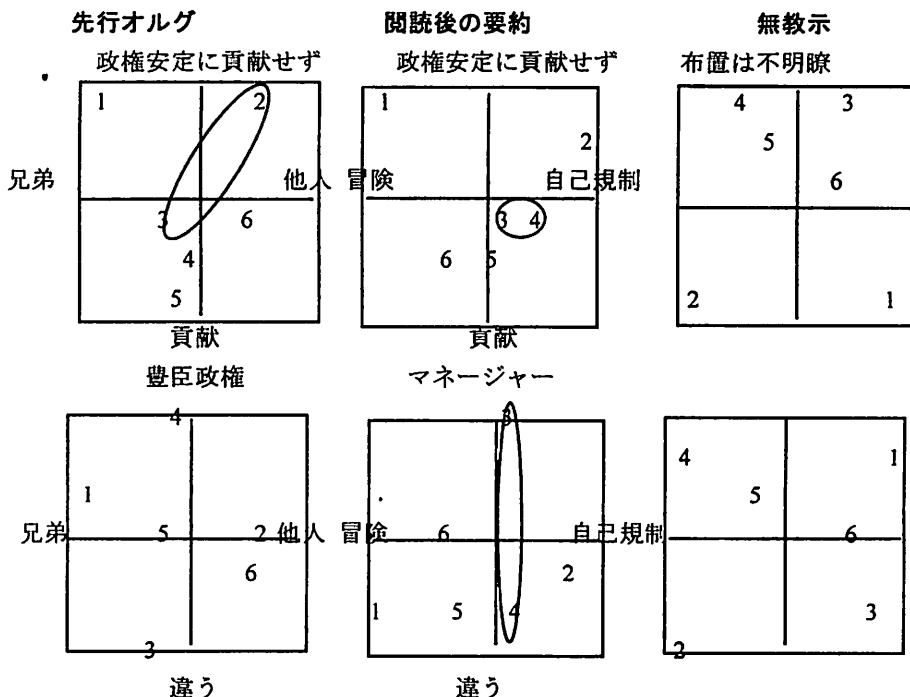 先行オルグ 閲読後の要約 無教示
政権安定に貢献せず 政権安定に貢献せず 布置は不明瞭
1 2 1 4 3
2 5
兄弟 他人 冒険 自己規制 6
3 6 3 4
4 6 5
5 2 1
貢献 貢献
豊臣政権 マネージャー
4 3
1 4 1
5
兄弟 5 2 他人 冒険 6 自己規制 6
6 2
1 5 4 3
3 2
違う 違う